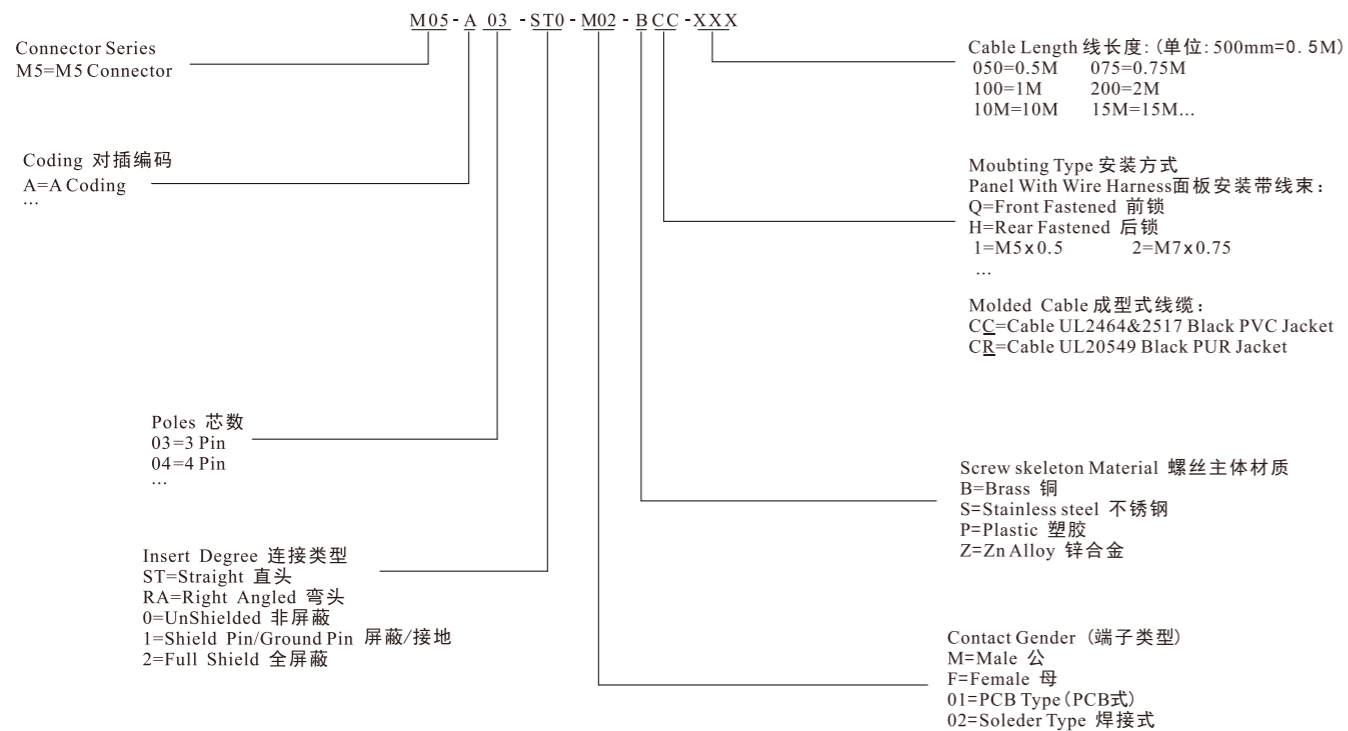 M05-A 03 -ST0-M02-BCC-XXX
Connector Series
M5=M5 Connector
Coding 对插编码
A=A Coding
...
Poles 芯数
03=3 Pin
04=4 Pin
...
Insert Degree 连接类型
ST=Straight 直头
RA=Right Angled 弯头
0=UnShielded 非屏蔽
1=Shield Pin/Ground Pin 屏蔽/接地
2=Full Shield 全屏蔽
Cable Length 线长度: (单位: 500mm=0.5M)
050=0.5M 075=0.75M
100=1M 200=2M
10M=10M 15M=15M...
Moubting Type 安装方式
Panel With Wire Harness面板安装带线束:
Q=Front Fastened 前锁
H=Rear Fastened 后锁
1=M5x0.5 2=M7x0.75
...
Molded Cable 成型式线缆:
CC=Cable UL2464&2517 Black PVC Jacket
CR=Cable UL20549 Black PUR Jacket
Screw skeleton Material 螺丝主体材质
B=Brass 铜
S=Stainless steel 不锈钢
P=Plastic 塑胶
Z=Zn Alloy 锌合金
Contact Gender (端子类型)
M=Male 公
F=Female 母
01=PCB Type(PCB式)
02=Soleder Type 焊接式